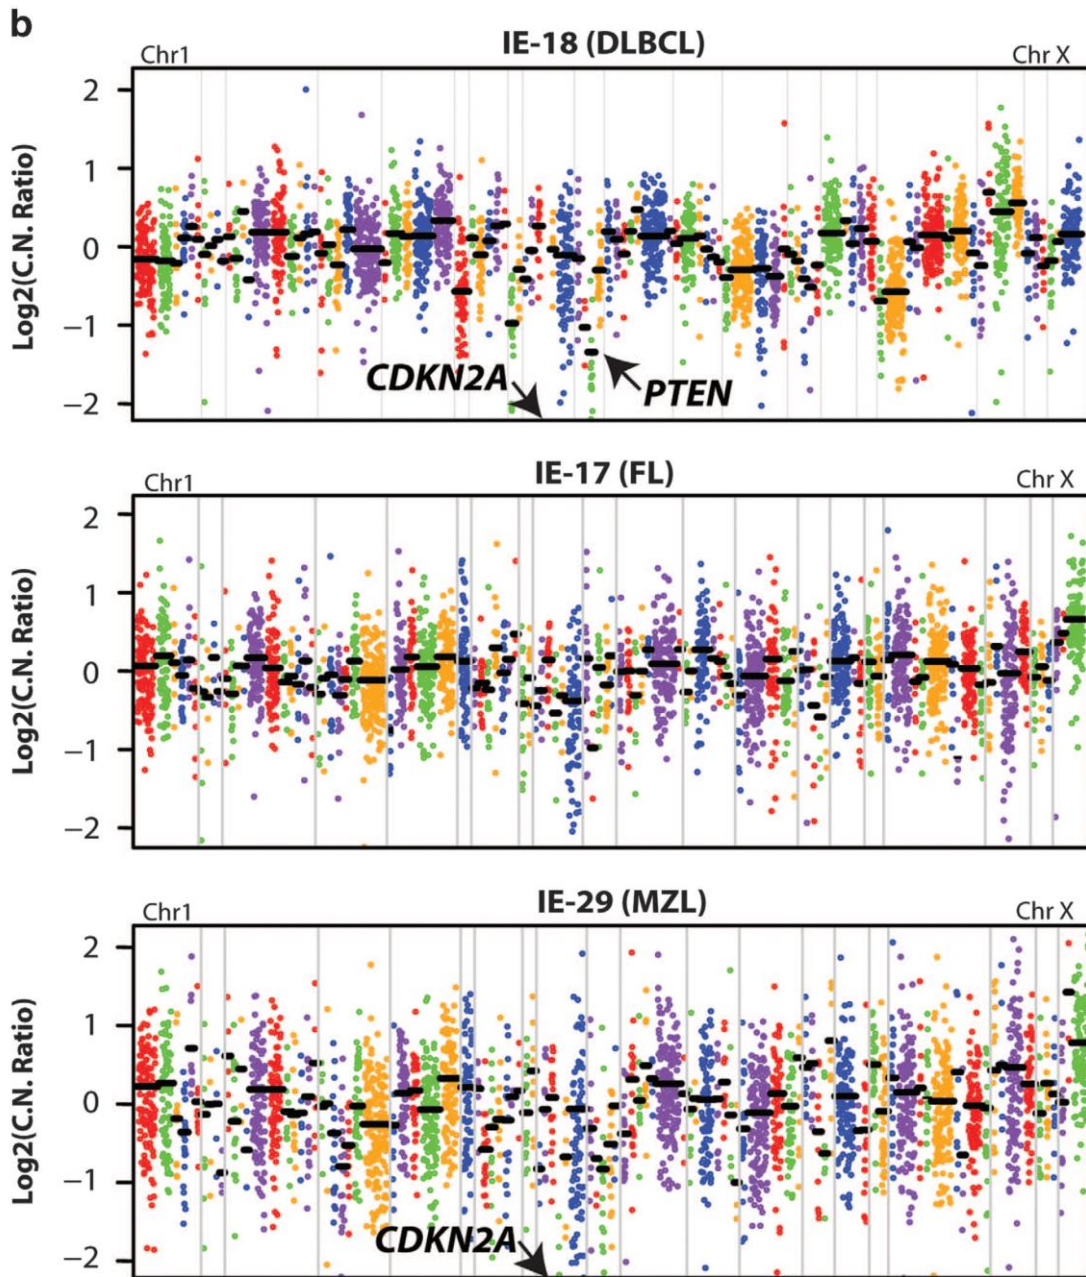 b
IE-18 (DLBCL)
Chr1
Chr X
Log2(C.N. Ratio)
2
1
0
−1
−2
CDKN2A
PTEN
IE-17 (FL)
Chr1
Chr X
Log2(C.N. Ratio)
2
1
0
−1
−2
IE-29 (MZL)
Chr1
Chr X
Log2(C.N. Ratio)
2
1
0
−1
−2
CDKN2A